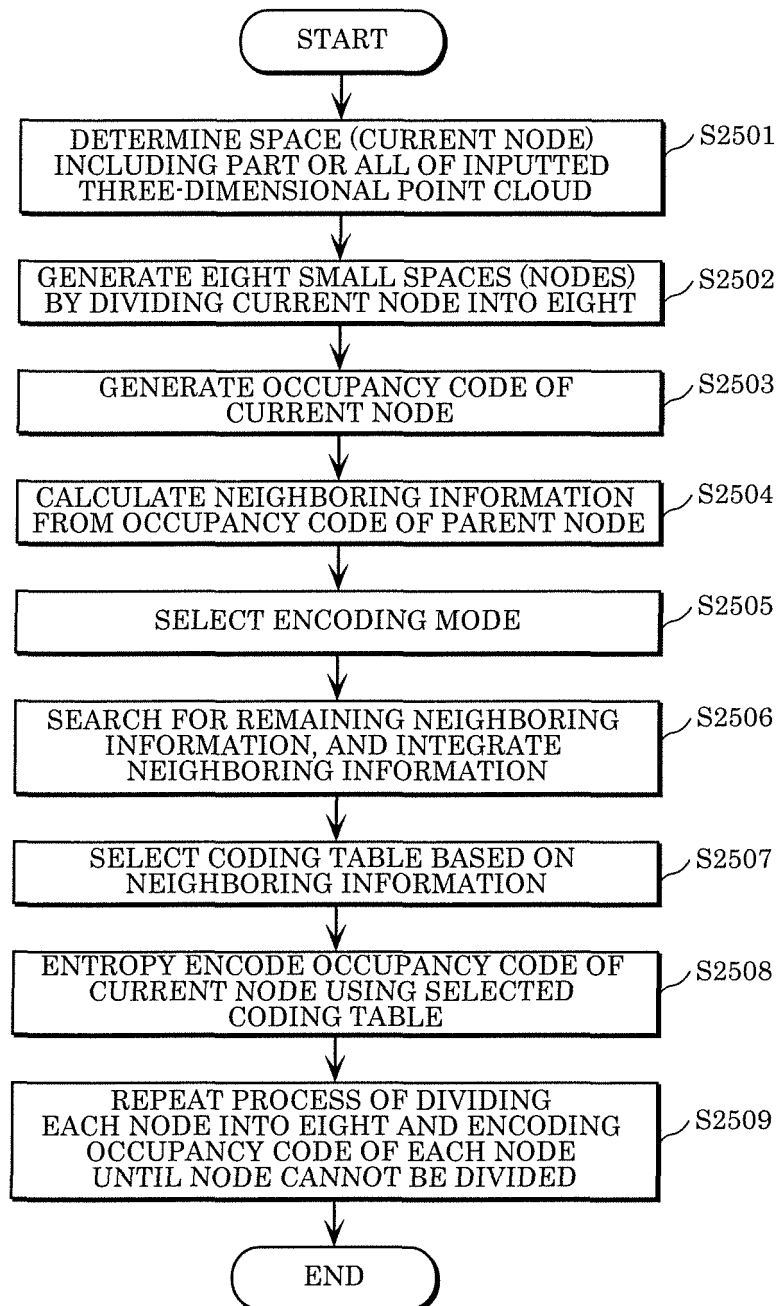 START
DETERMINE SPACE (CURRENT NODE)
INCLUDING PART OR ALL OF INPUTTED
THREE-DIMENSIONAL POINT CLOUD
S2501
GENERATE EIGHT SMALL SPACES (NODES)
BY DIVIDING CURRENT NODE INTO EIGHT
S2502
GENERATE OCCUPANCY CODE OF
CURRENT NODE
S2503
CALCULATE NEIGHBORING INFORMATION
FROM OCCUPANCY CODE OF PARENT NODE
S2504
SELECT ENCODING MODE
S2505
SEARCH FOR REMAINING NEIGHBORING
INFORMATION, AND INTEGRATE
NEIGHBORING INFORMATION
S2506
SELECT CODING TABLE BASED ON
NEIGHBORING INFORMATION
S2507
ENTROPY ENCODE OCCUPANCY CODE OF
CURRENT NODE USING SELECTED
CODING TABLE
S2508
REPEAT PROCESS OF DIVIDING
EACH NODE INTO EIGHT AND ENCODING
OCCUPANCY CODE OF EACH NODE
UNTIL NODE CANNOT BE DIVIDED
S2509
END